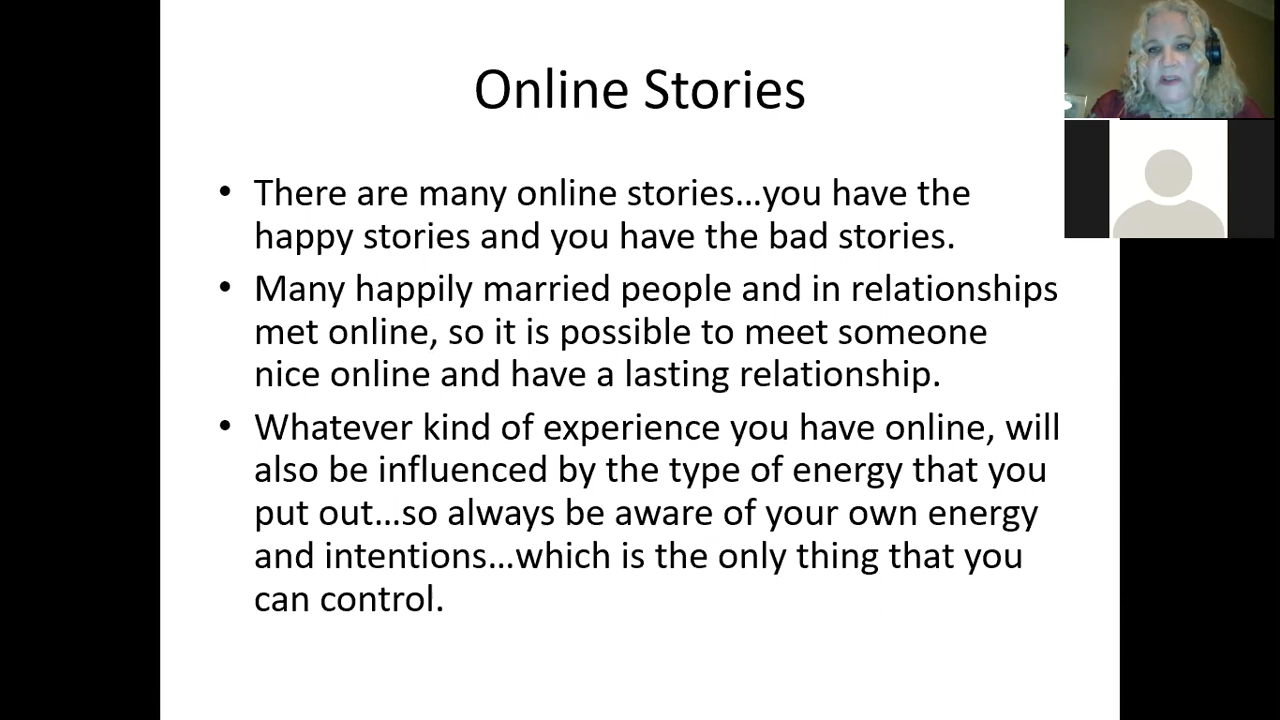 Online Stories
• There are many online stories…you have the
happy stories and you have the bad stories.
• Many happily married people and in relationships
met online, so it is possible to meet someone
nice online and have a lasting relationship.
• Whatever kind of experience you have online, will
also be influenced by the type of energy that you
put out…so always be aware of your own energy
and intentions…which is the only thing that you
can control.